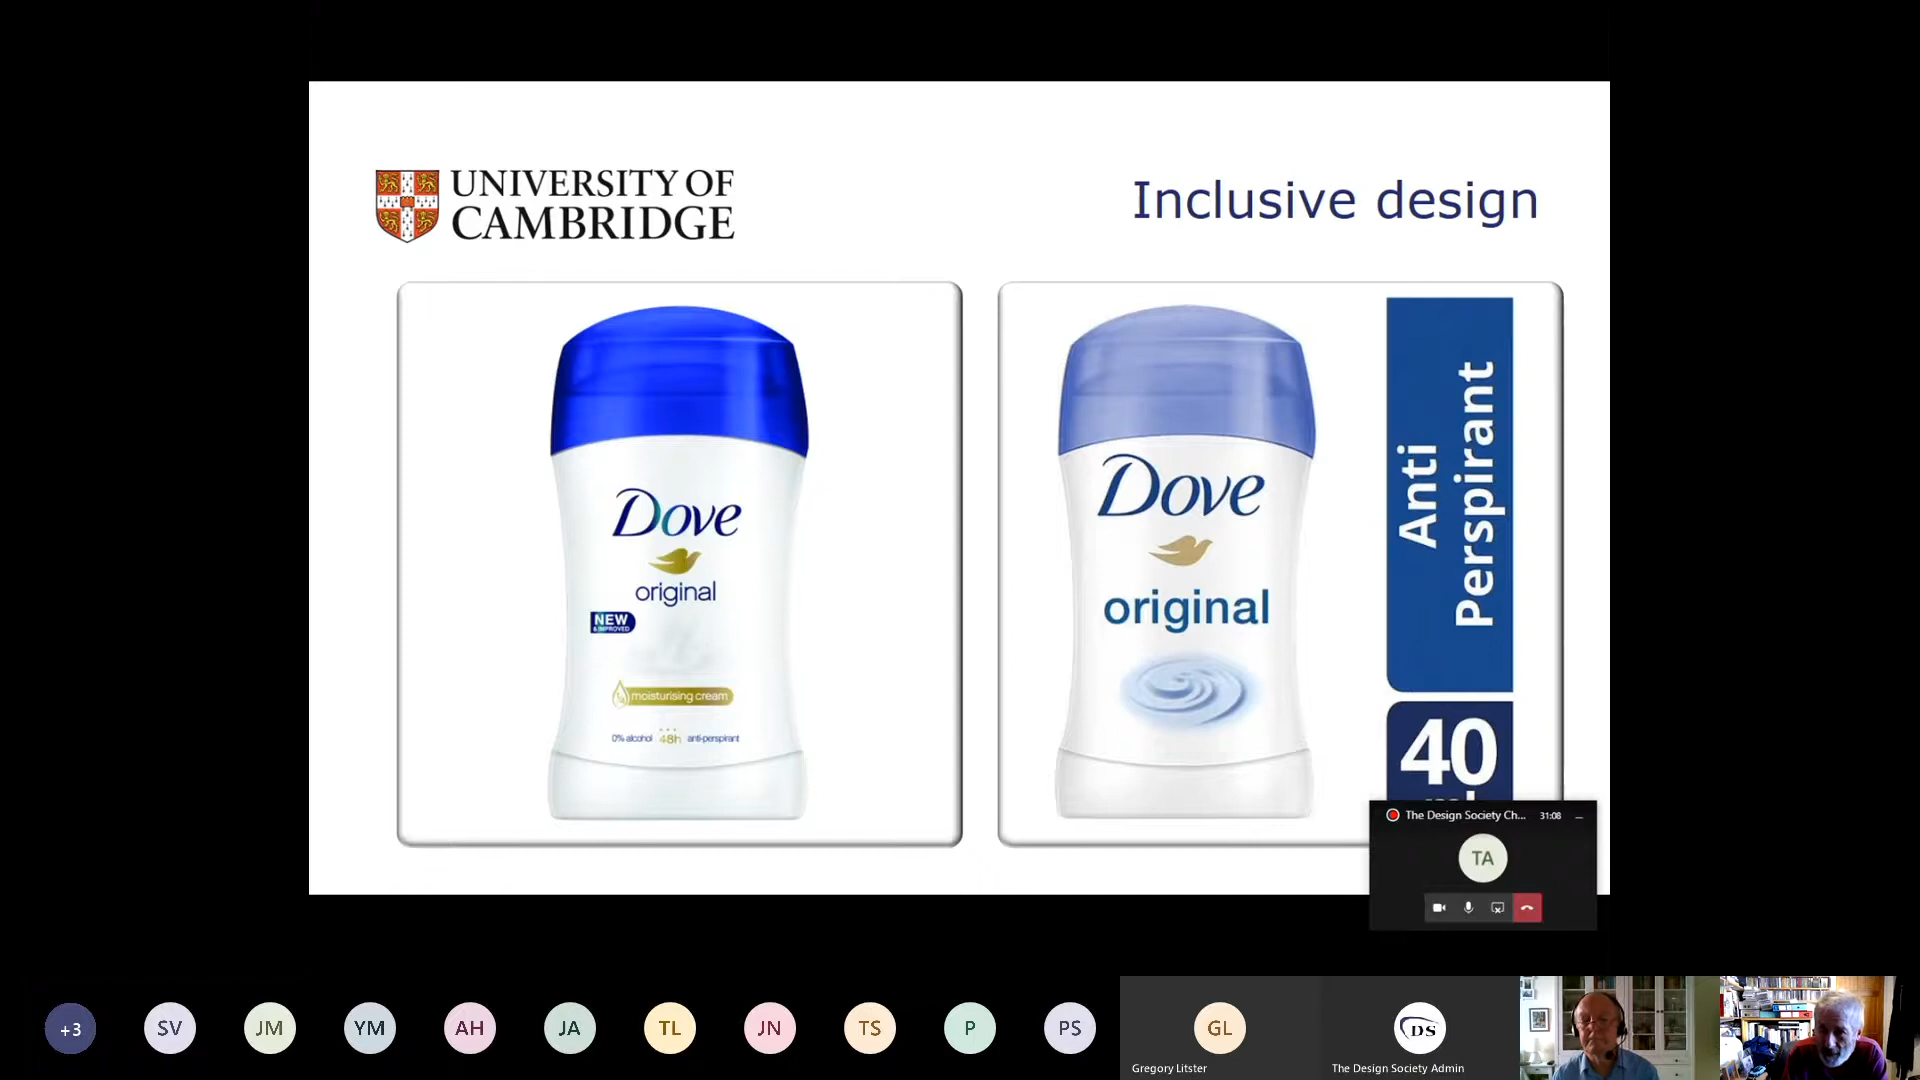 UNIVERSITY OF
CAMBRIDGE
Inclusive design
Dove
original
NEW
& IMPROVED
moisturising cream
0% alcohol 48h anti-perspirant
Dove
original
Anti
Perspirant
40
The Design Society Ch... 31:08
TA
+3
SV
JM
YM
AH
JA
TL
JN
TS
P
PS
GL
Gregory Litster
DS
The Design Society Admin